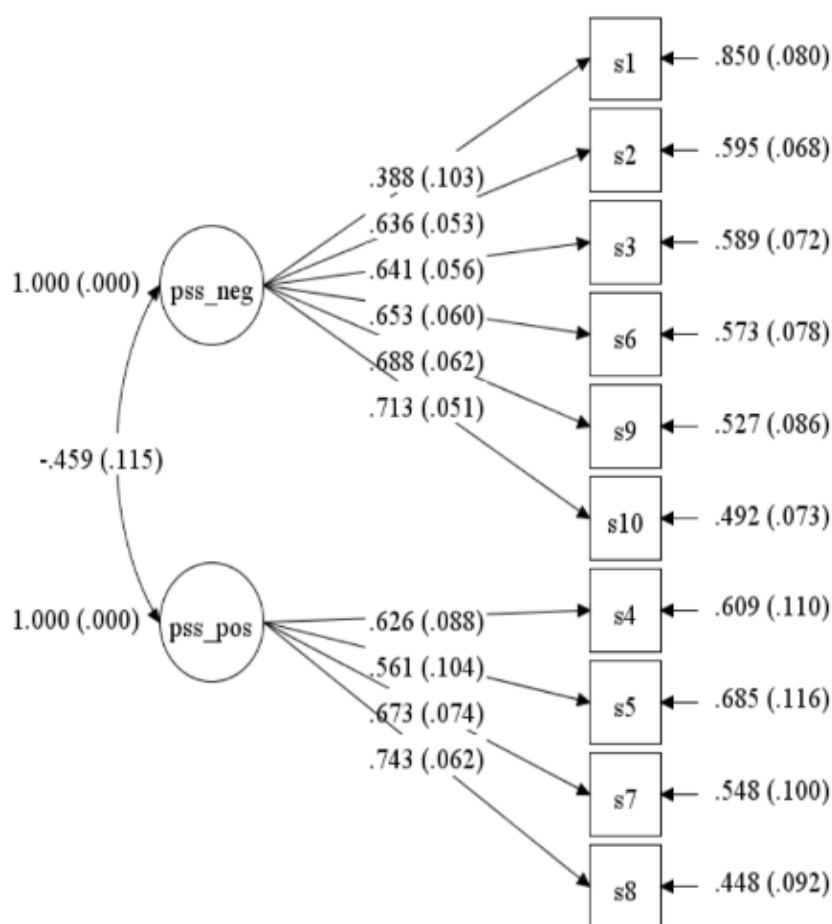 s1
.850 (.080)
s2
.595 (.068)
.388 (.103)
.636 (.053)
s3
.589 (.072)
.641 (.056)
1.000 (.000)
pss_neg
.653 (.060)
s6
.573 (.078)
.688 (.062)
.713 (.051)
s9
.527 (.086)
-.459 (.115)
s10
.492 (.073)
s4
.609 (.110)
1.000 (.000)
pss_pos
.626 (.088)
.561 (.104)
s5
.685 (.116)
.673 (.074)
.743 (.062)
s7
.548 (.100)
s8
.448 (.092)